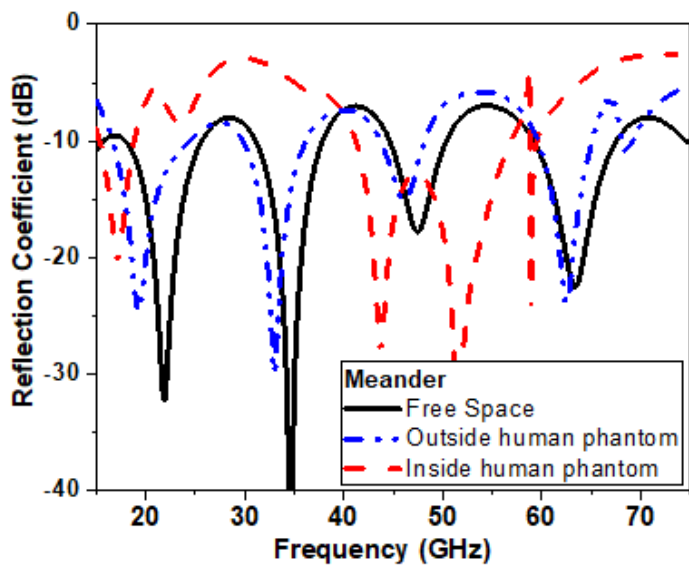 0
-10
-20
-30
-40
Reflection Coefficient (dB)
Meander
Free Space
Outside human phantom
Inside human phantom
20 30 40 50 60 70
Frequency (GHz)